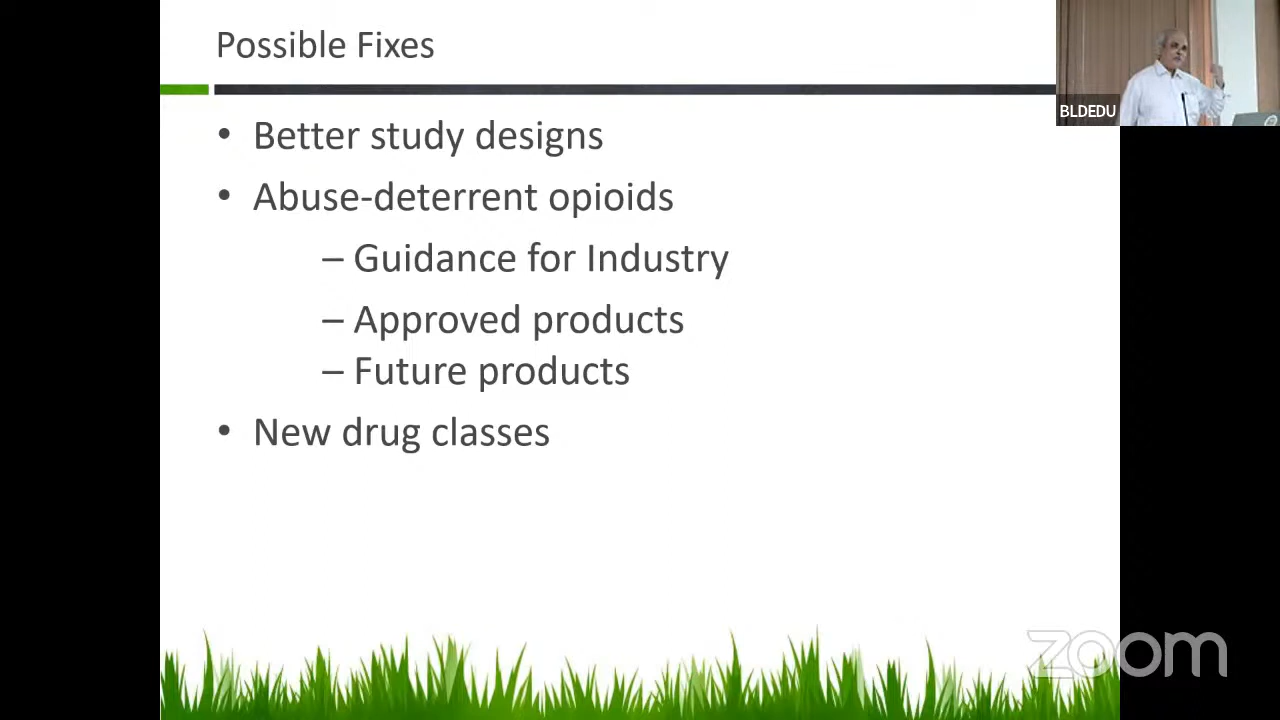 Possible Fixes
BLDEDU
• Better study designs
• Abuse-deterrent opioids
– Guidance for Industry
– Approved products
– Future products
• New drug classes
zoom